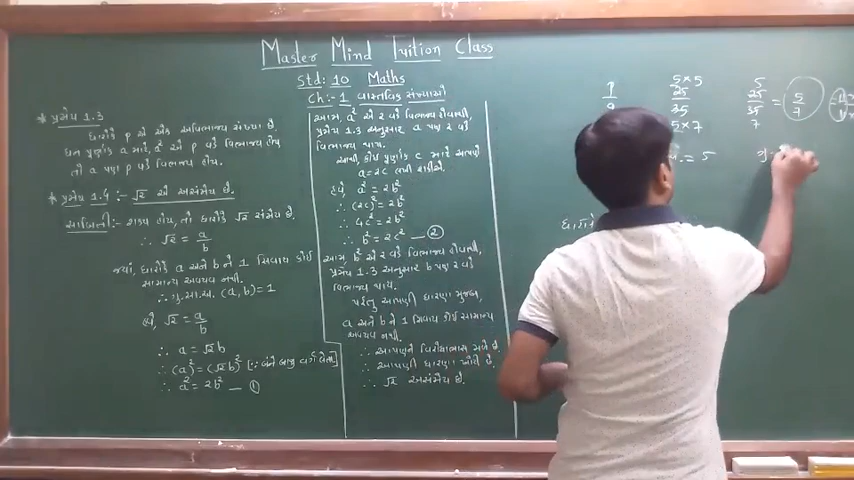 Master Mind Tuition Class
Std: 10 Maths
Ch:- 1 વાસ્તવિક સંખ્યાઓ
* પ્રમેય 1.3
ધારોકે p એ એક અવિભાજ્ય સંખ્યા છે.
ધન પૂર્ણાંક a માટે, a² એ p વડે વિભાજ્ય હોય
તો a પણ p વડે વિભાજ્ય હોય.
* પ્રમેય 1.4 :- √2 એ અસંમેય છે.
સાબિતી:- શક્ય હોય, તો ધારોકે √2 સંમેય છે.
∴ √2 = a/b
જ્યાં, ધારોકે a અને b ને 1 સિવાય કોઈ
સામાન્ય અવયવ નથી.
∴ ગુ.સા.અ. (a, b) = 1
હવે, √2 = a/b
∴ a = √2 b
∴ (a)² = (√2 b)² [∵ બંને બાજુ વર્ગ લેતા]
∴ a² = 2b² — ①
આમ, a² એ 2 વડે વિભાજ્ય હોવાથી,
પ્રમેય 1.3 અનુસાર a પણ 2 વડે
વિભાજ્ય થાય.
આથી, કોઈ પૂર્ણાંક c માટે આપણે
a = 2c લખી શકીએ.
હવે, a² = 2b²
∴ (2c)² = 2b²
∴ 4c² = 2b²
∴ b² = 2c² — ②
આમ, b² એ 2 વડે વિભાજ્ય હોવાથી,
પ્રમેય 1.3 અનુસાર b પણ 2 વડે
વિભાજ્ય થાય.
પરંતુ આપણી ધારણા મુજબ,
a અને b ને 1 સિવાય કોઈ સામાન્ય
અવયવ નથી.
∴ આપણને વિરોધાભાસ મળે છે.
∴ આપણી ધારણા ખોટી છે.
∴ √2 અસંમેય છે.
5×5
25
35
5×7
= 5
5
25
35
7
= 5/7
ધારો